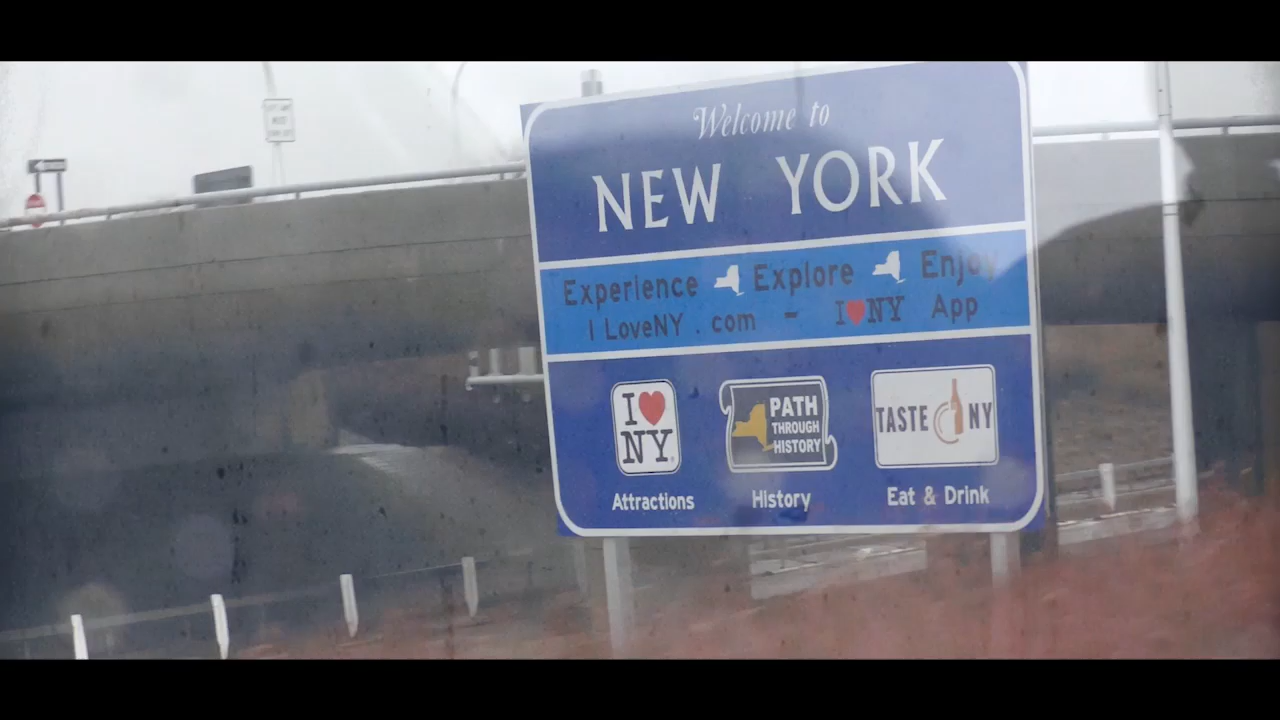 Welcome to
NEW YORK
Experience Explore Enjoy
I LoveNY . com - I❤NY App
I❤
NY
PATH
THROUGH
HISTORY
TASTE NY
Attractions History Eat & Drink